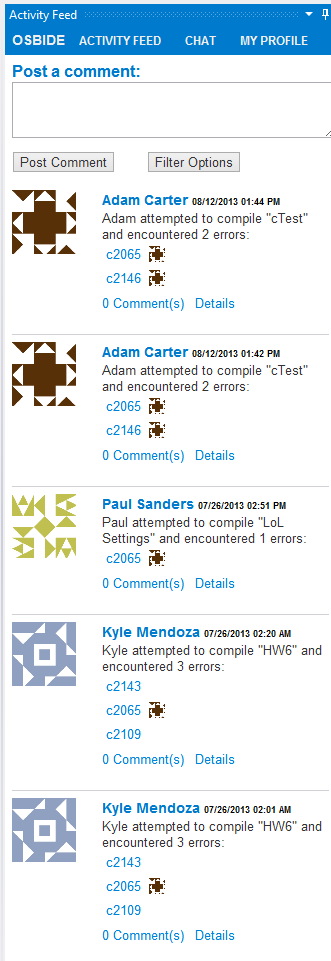 Activity Feed
OSBIDE ACTIVITY FEED CHAT MY PROFILE
Post a comment:
Post Comment Filter Options
Adam Carter 08/12/2013 01:44 PM
Adam attempted to compile "cTest"
and encountered 2 errors:
c2065
c2146
0 Comment(s) Details
Adam Carter 08/12/2013 01:42 PM
Adam attempted to compile "cTest"
and encountered 2 errors:
c2065
c2146
0 Comment(s) Details
Paul Sanders 07/26/2013 02:51 PM
Paul attempted to compile "LoL
Settings" and encountered 1 errors:
c2065
0 Comment(s) Details
Kyle Mendoza 07/26/2013 02:20 AM
Kyle attempted to compile "HW6" and
encountered 3 errors:
c2143
c2065
c2109
0 Comment(s) Details
Kyle Mendoza 07/26/2013 02:01 AM
Kyle attempted to compile "HW6" and
encountered 3 errors:
c2143
c2065
c2109
0 Comment(s) Details